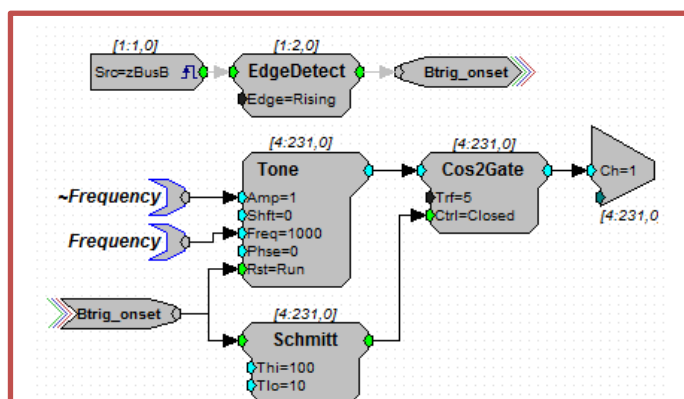 [1:1,0]
[1:2,0]
Src=zBusB
EdgeDetect
Edge=Rising
Btrig_onset
[4:231,0]
Tone
~Frequency
Amp=1
Shft=0
Frequency
Freq=1000
Phse=0
Rst=Run
[4:231,0]
Cos2Gate
Trf=5
Ctrl=Closed
Ch=1
[4:231,0
Btrig_onset
[4:231,0]
Schmitt
Thi=100
Tlo=10